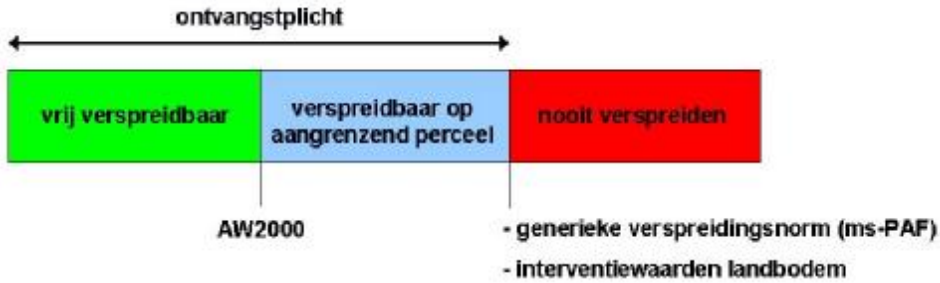 ontvangstplicht
vrij verspreidbaar
verspreidbaar op
aangrenzend perceel
nooit verspreiden
AW2000
- generieke verspreidingsnorm (ms-PAF)
- interventiewaarden landbodem